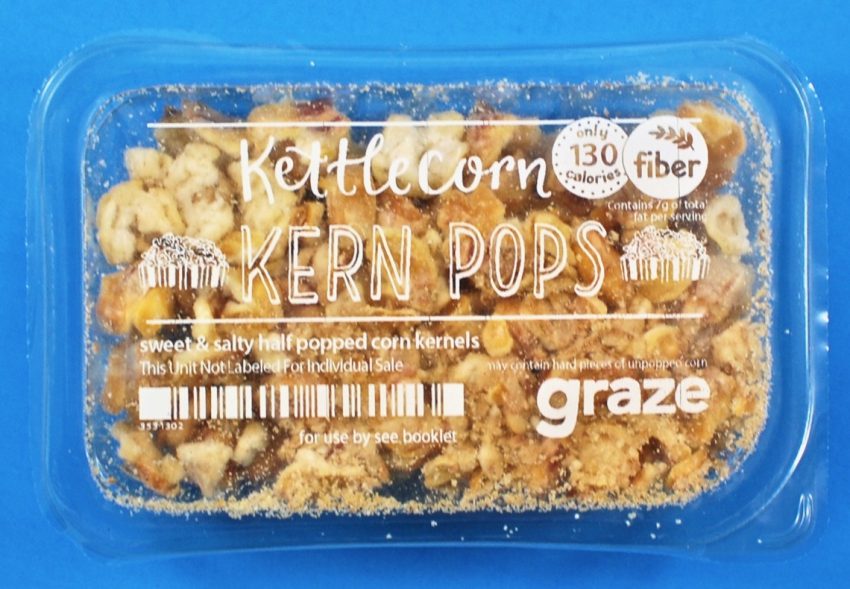 Kettlecorn
only
130
calories
fiber
Contains 7g of total
fat per serving
KERN POPS
sweet & salty half popped corn kernels
This Unit Not Labeled For Individual Sale
may contain hard pieces of unpopped corn
graze
3531302
for use by see booklet